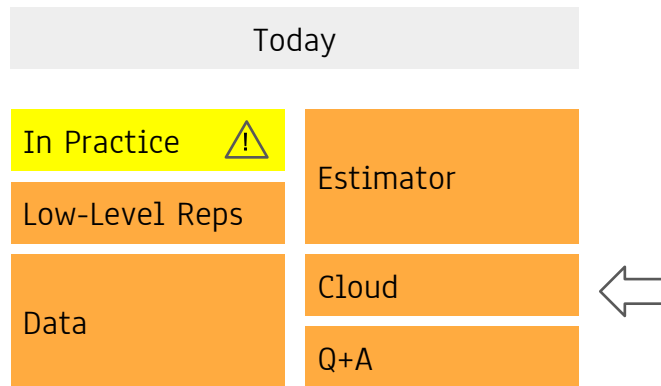 Today
In Practice
Low-Level Reps
Data
Estimator
Cloud
Q+A